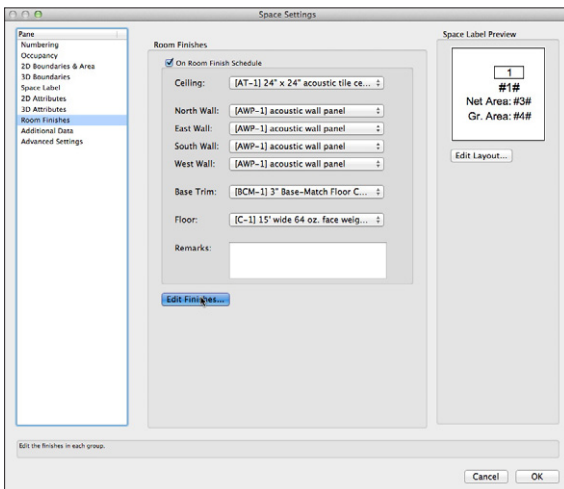 Space Settings
Pane
Numbering
Occupancy
2D Boundaries & Area
3D Boundaries
Space Label
2D Attributes
3D Attributes
Room Finishes
Additional Data
Advanced Settings
Room Finishes
On Room Finish Schedule
Ceiling: [AT-1] 24" x 24" acoustic tile ce...
North Wall: [AWP-1] acoustic wall panel
East Wall: [AWP-1] acoustic wall panel
South Wall: [AWP-1] acoustic wall panel
West Wall: [AWP-1] acoustic wall panel
Base Trim: [BCM-1] 3" Base-Match Floor C...
Floor: [C-1] 15' wide 64 oz. face weig...
Remarks:
Edit Finishes...
Space Label Preview
1
#1#
Net Area: #3#
Gr. Area: #4#
Edit Layout...
Edit the finishes in each group.
Cancel OK